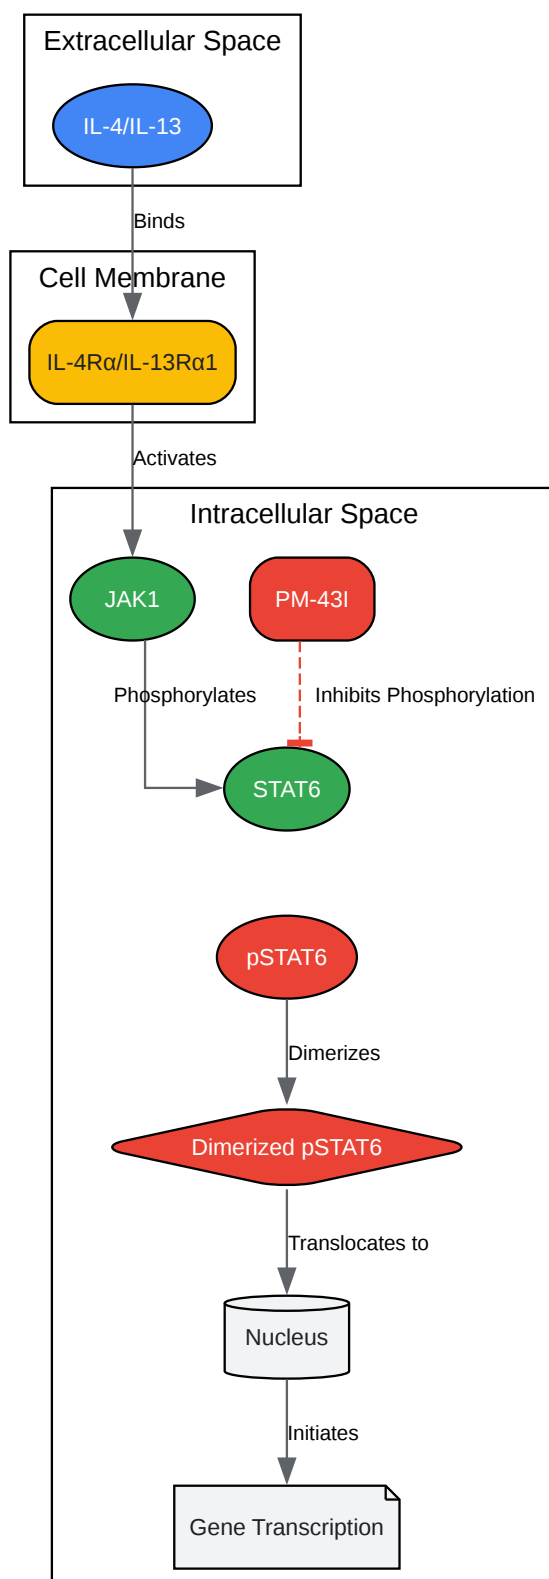 Extracellular Space
IL-4/IL-13
Binds
Cell Membrane
IL-4Rα/IL-13Rα1
Activates
Intracellular Space
JAK1
PM-43I
Phosphorylates
Inhibits Phosphorylation
STAT6
pSTAT6
Dimerizes
Dimerized pSTAT6
Translocates to
Nucleus
Initiates
Gene Transcription